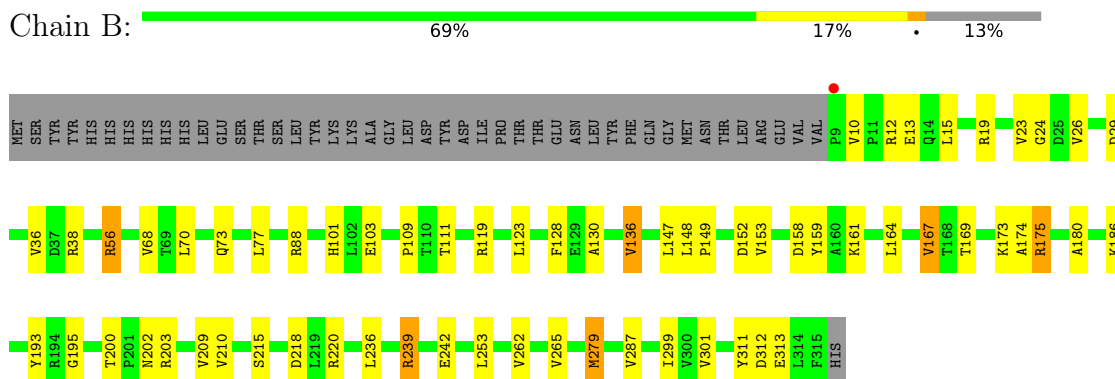 Chain B:
69% 17% • 13%
MET SER TYR TYR HIS HIS HIS HIS HIS HIS LEU GLU SER THR SER LEU TYR LYS LYS ALA GLY LEU ASP TYR ASP ILE PRO THR THR GLU ASN LEU TYR PHE GLN GLY MET ASN THR LEU ARG GLU VAL VAL P9 V10 P11 R12 E13 Q14 L15 R19 V23 G24 D25 V26
V36 D37 R38 R56 V68 T69 L70 Q73 L77 R88 H101 L102 E103 P109 T110 T111 R119 L123 F128 E129 A130 V136 L147 L148 P149 D152 V153 D158 Y159 A160 K161 L164 V167 T168 T169 K173 A174 R175 A180
Y193 R194 G195 T200 P201 N202 R203 V209 V210 S215 D218 L219 R220 L236 R239 E242 L253 V262 V265 M279 V287 I299 V300 V301 Y311 D312 E313 L314 F315 HIS